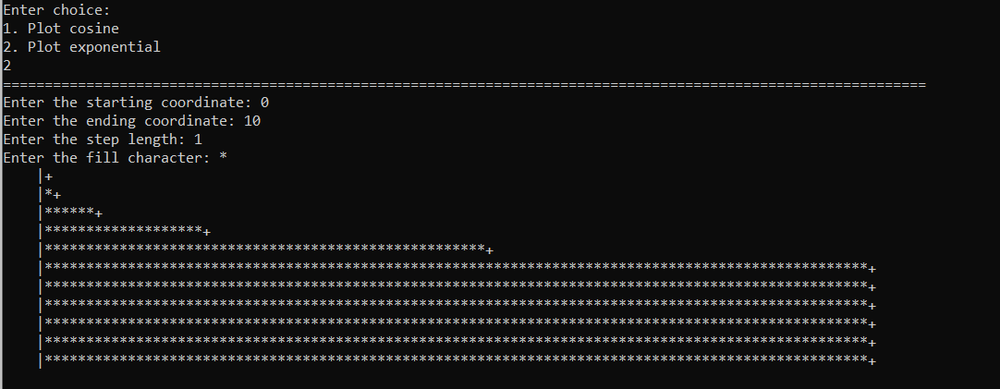 Enter choice:
1. Plot cosine
2. Plot exponential
2
===============================================================================================================
Enter the starting coordinate: 0
Enter the ending coordinate: 10
Enter the step length: 1
Enter the fill character: *
    |+
    |*+
    |******+
    |*******************+
    |*****************************************************+
    |***************************************************************************************************+
    |***************************************************************************************************+
    |***************************************************************************************************+
    |***************************************************************************************************+
    |***************************************************************************************************+
    |***************************************************************************************************+